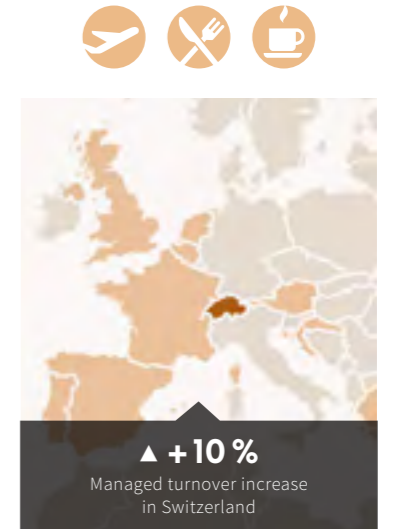 ▲ +10 %
Managed turnover increase
in Switzerland